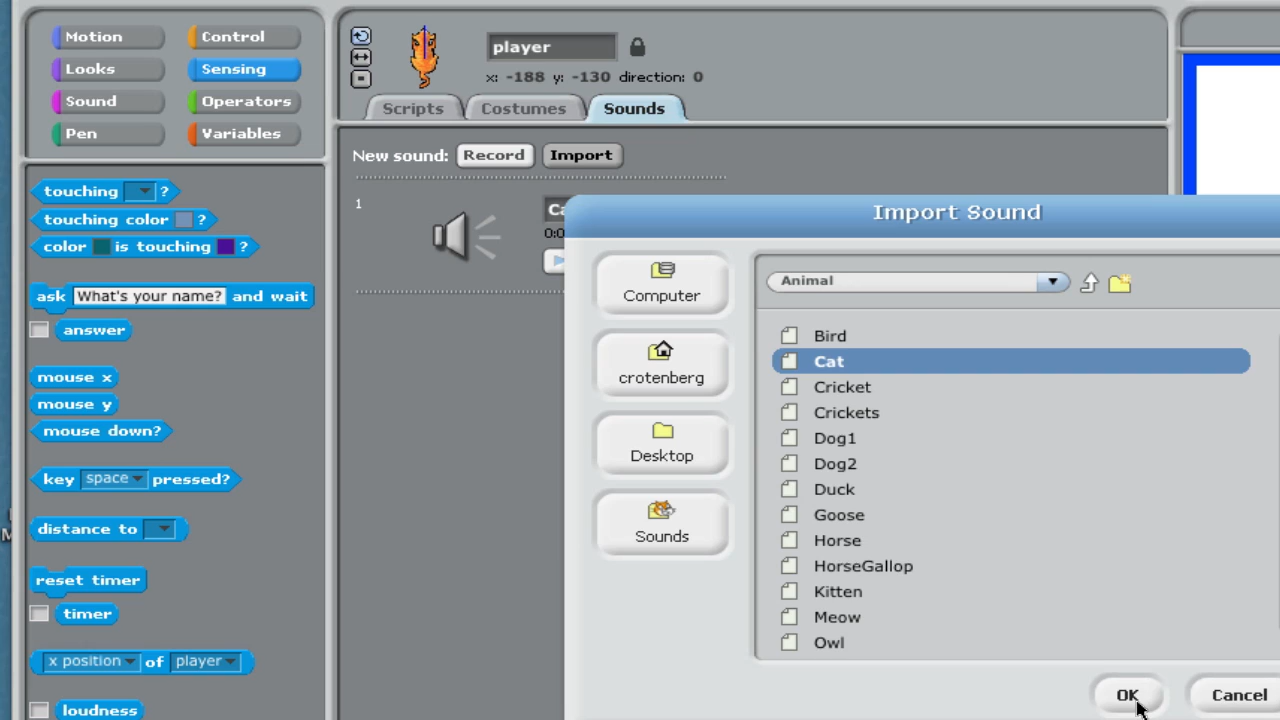 Motion
Control
Looks
Sensing
Sound
Operators
Pen
Variables
touching ?
touching color ?
color is touching ?
ask What's your name? and wait
answer
mouse x
mouse y
mouse down?
key space pressed?
distance to
reset timer
timer
x position of player
loudness
player
x: -188 y: -130 direction: 0
Scripts
Costumes
Sounds
New sound: Record Import
1
Import Sound
Computer
crotenberg
Desktop
Sounds
Animal
Bird
Cat
Cricket
Crickets
Dog1
Dog2
Duck
Goose
Horse
HorseGallop
Kitten
Meow
Owl
OK
Cancel